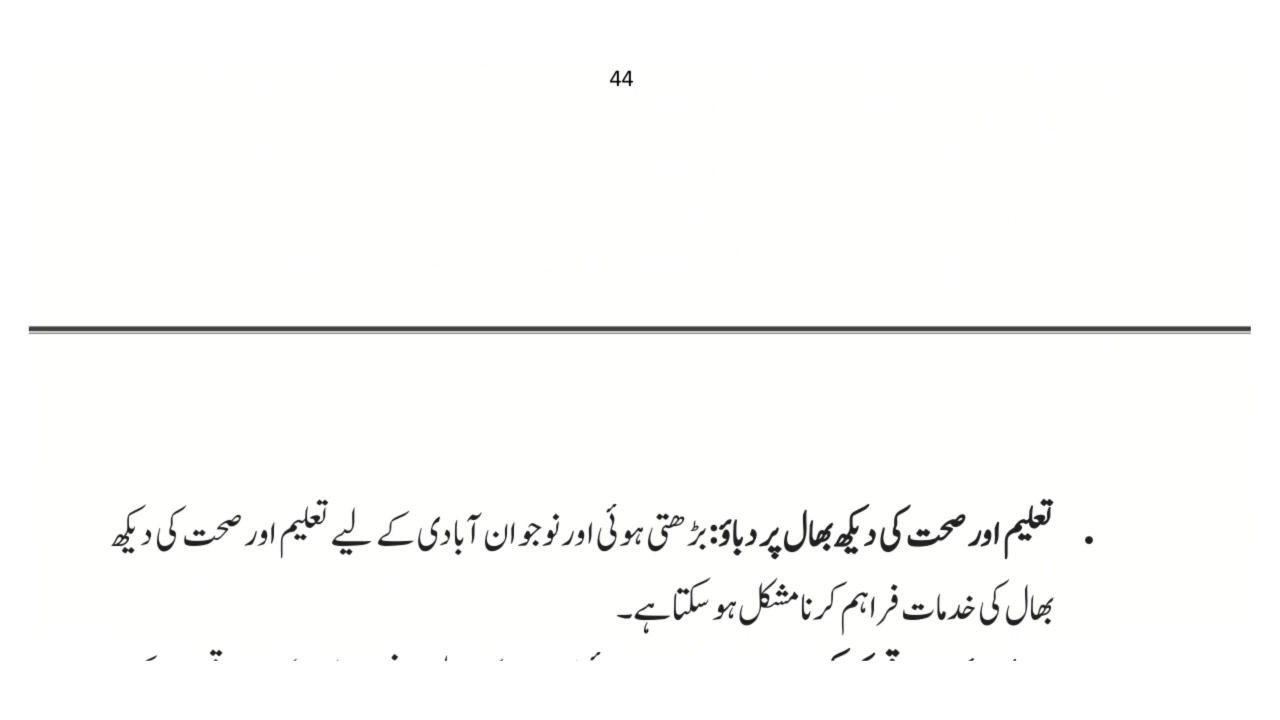 44
• تعلیم اور صحت کی دیکھ بھال پر دباؤ: بڑھتی ہوئی اور نوجوان آبادی کے لیے تعلیم اور صحت کی دیکھ
بھال کی خدمات فراہم کرنا مشکل ہو سکتا ہے۔